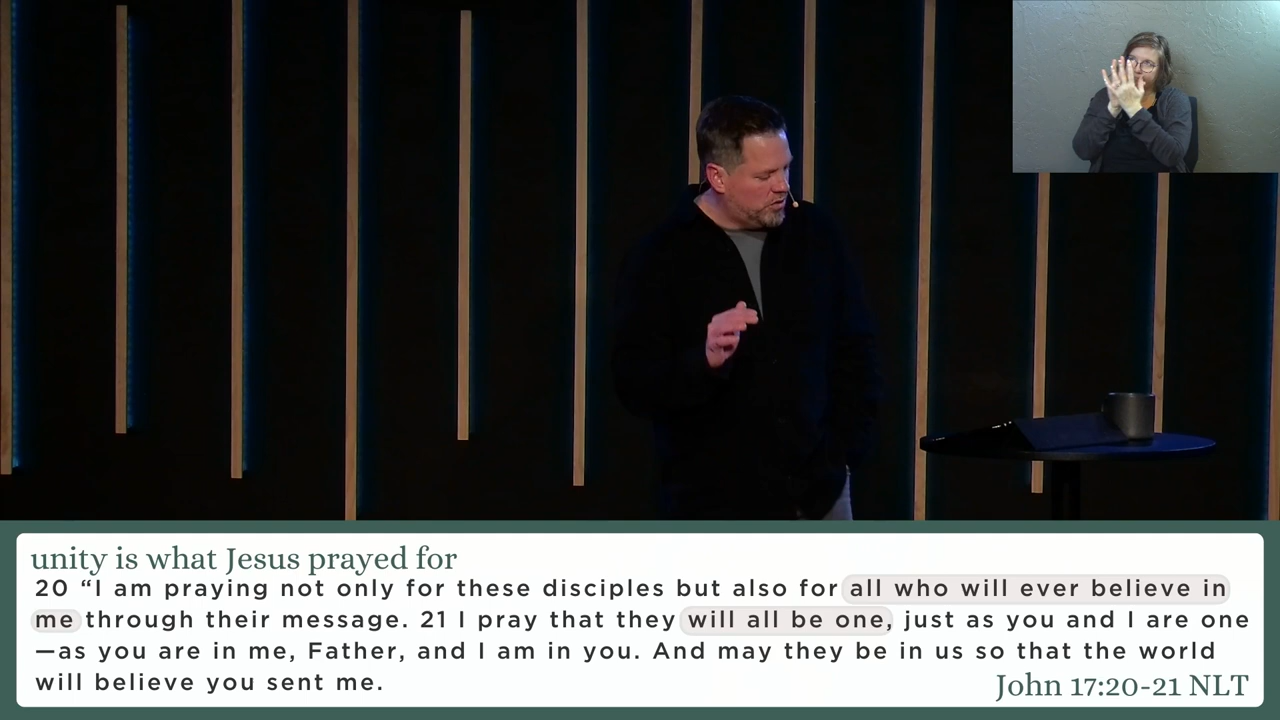 unity is what Jesus prayed for
20 “I am praying not only for these disciples but also for all who will ever believe in
me through their message. 21 I pray that they will all be one, just as you and I are one
—as you are in me, Father, and I am in you. And may they be in us so that the world
will believe you sent me.
John 17:20-21 NLT